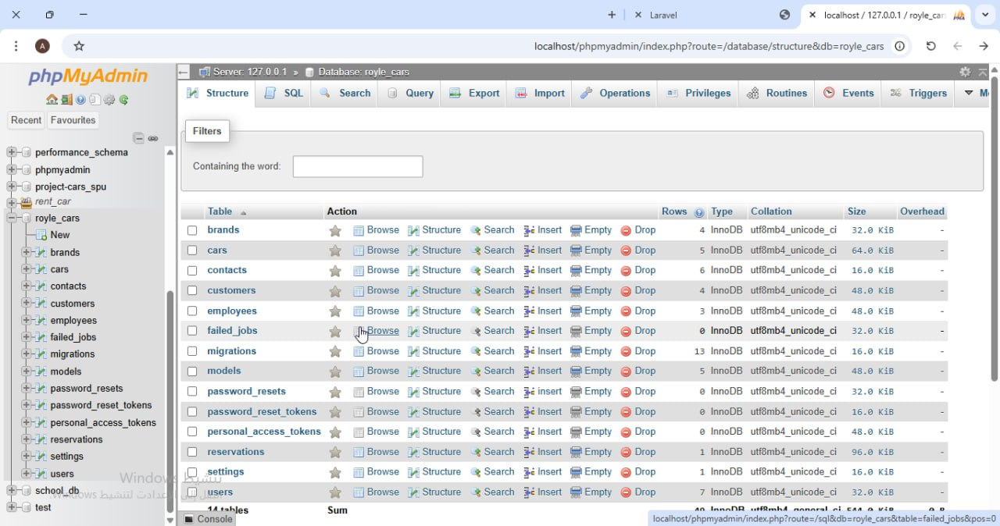 Laravel
localhost / 127.0.0.1 / royle_car
PMA
A
localhost/phpmyadmin/index.php?route=/database/structure&db=royle_cars
phpMyAdmin
Recent Favourites
performance_schema
phpmyadmin
project-cars_spu
rent_car
royle_cars
New
brands
cars
contacts
customers
employees
failed_jobs
migrations
models
password_resets
password_reset_tokens
personal_access_tokens
reservations
settings
users
school_db
test
Server: 127.0.0.1 » Database: royle_cars
Structure SQL Search Query Export Import Operations Privileges Routines Events Triggers
Filters
Containing the word:
Table Action Rows Type Collation Size Overhead
brands Browse Structure Search Insert Empty Drop 4 InnoDB utf8mb4_unicode_ci 32.0 KiB -
cars Browse Structure Search Insert Empty Drop 5 InnoDB utf8mb4_unicode_ci 64.0 KiB -
contacts Browse Structure Search Insert Empty Drop 6 InnoDB utf8mb4_unicode_ci 16.0 KiB -
customers Browse Structure Search Insert Empty Drop 4 InnoDB utf8mb4_unicode_ci 48.0 KiB -
employees Browse Structure Search Insert Empty Drop 3 InnoDB utf8mb4_unicode_ci 48.0 KiB -
failed_jobs Browse Structure Search Insert Empty Drop 0 InnoDB utf8mb4_unicode_ci 32.0 KiB -
migrations Browse Structure Search Insert Empty Drop 13 InnoDB utf8mb4_unicode_ci 16.0 KiB -
models Browse Structure Search Insert Empty Drop 5 InnoDB utf8mb4_unicode_ci 48.0 KiB -
password_resets Browse Structure Search Insert Empty Drop 0 InnoDB utf8mb4_unicode_ci 32.0 KiB -
password_reset_tokens Browse Structure Search Insert Empty Drop 0 InnoDB utf8mb4_unicode_ci 16.0 KiB -
personal_access_tokens Browse Structure Search Insert Empty Drop 0 InnoDB utf8mb4_unicode_ci 48.0 KiB -
reservations Browse Structure Search Insert Empty Drop 1 InnoDB utf8mb4_unicode_ci 96.0 KiB -
settings Browse Structure Search Insert Empty Drop 1 InnoDB utf8mb4_unicode_ci 16.0 KiB -
users Browse Structure Search Insert Empty Drop 7 InnoDB utf8mb4_unicode_ci 32.0 KiB -
14 tables Sum 49 InnoDB utf8mb4_general_ci 544.0 KiB 0 B
تنشيط Windows
لتنشيط Windows
Console
localhost/phpmyadmin/index.php?route=/sql&db=royle_cars&table=failed_jobs&pos=0